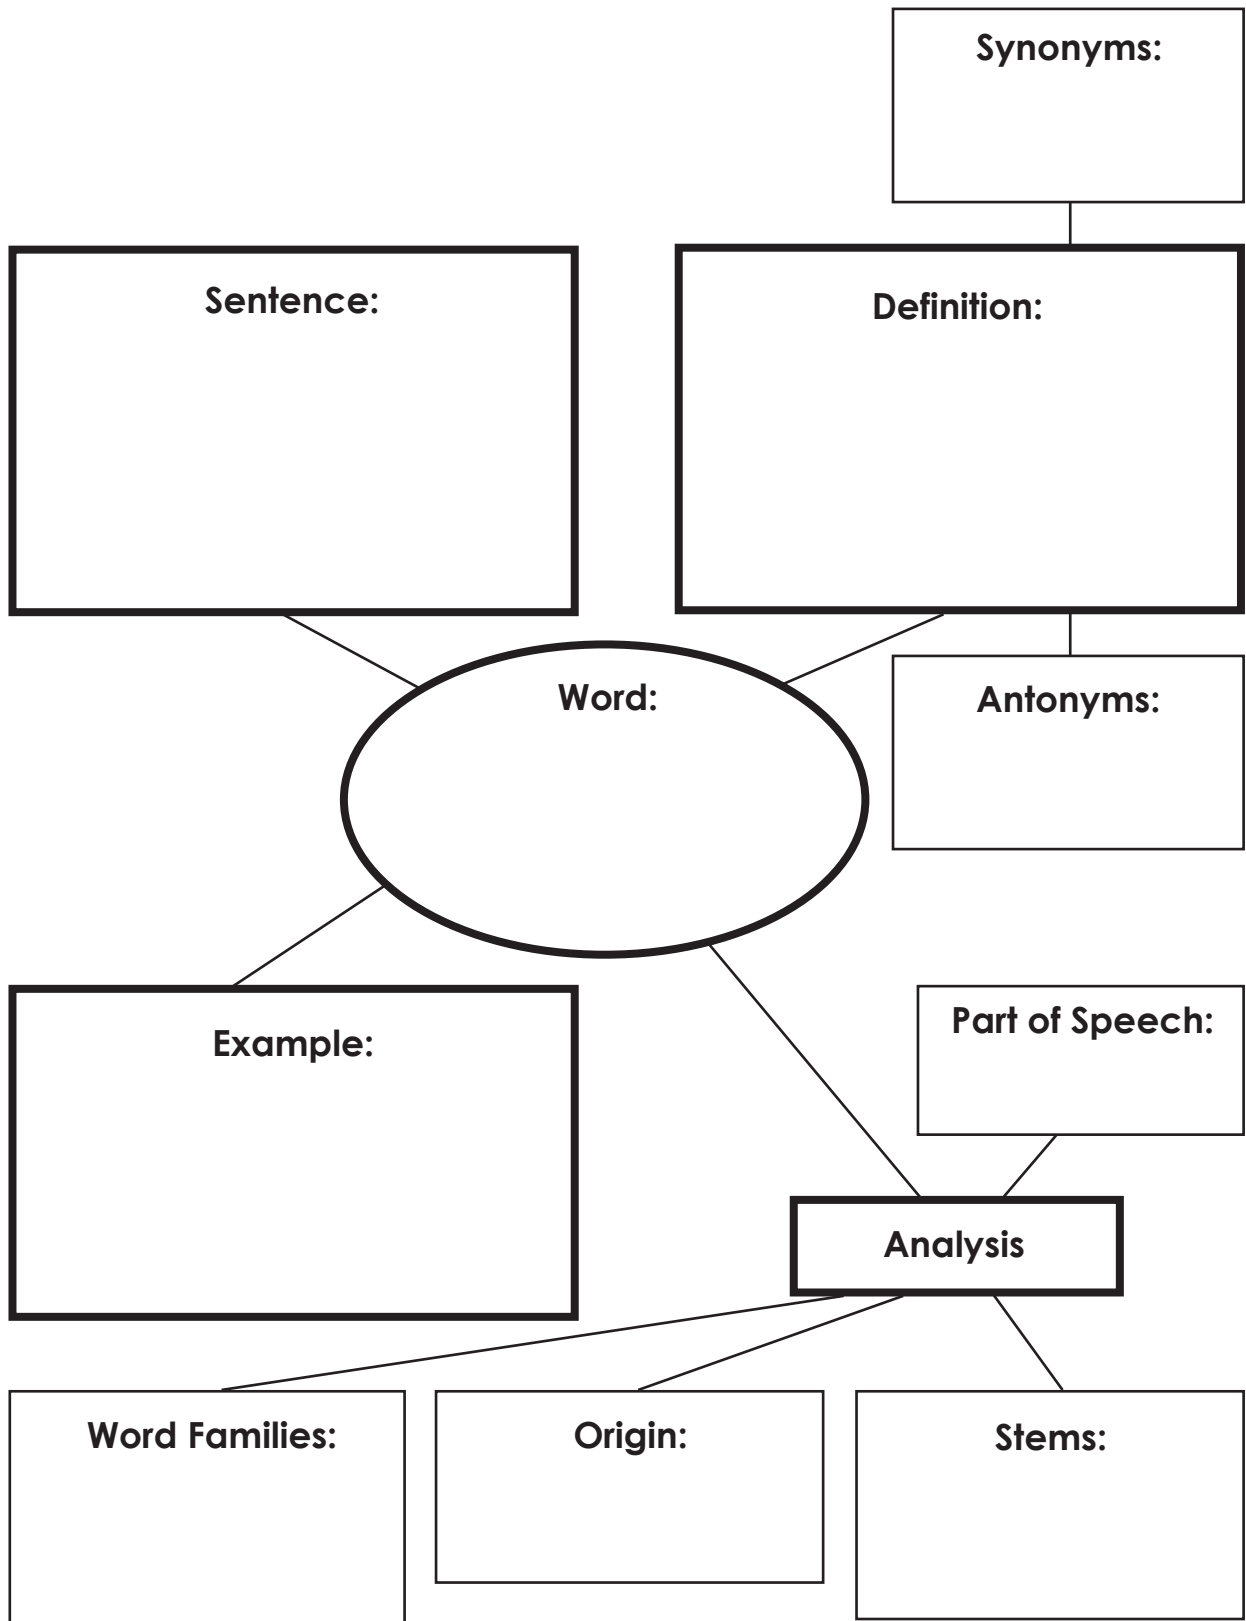 Synonyms:
Sentence:
Definition:
Word:
Antonyms:
Example:
Part of Speech:
Analysis
Word Families:
Origin:
Stems: